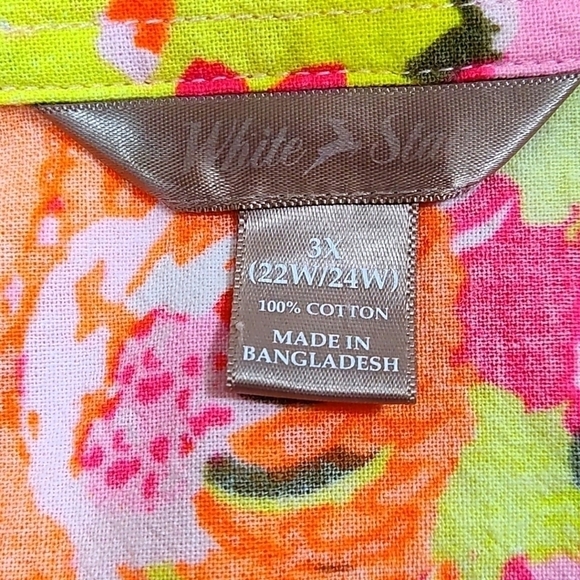 White Stag
3X
(22W/24W)
100% COTTON
MADE IN
BANGLADESH